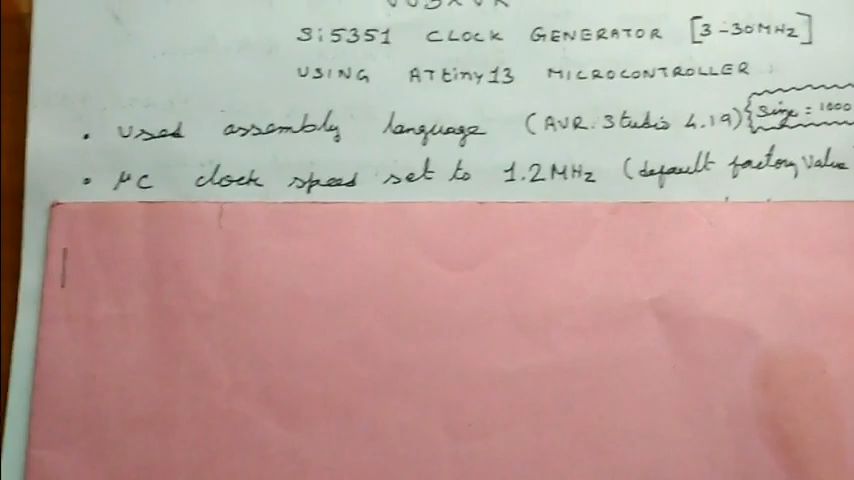 Si5351 CLOCK GENERATOR [3-30MHz]
USING ATtiny13 MICROCONTROLLER
• Used assembly language (AVR Studio 4.19) {Size: 1000
• μC clock speed set to 1.2MHz (default factory value